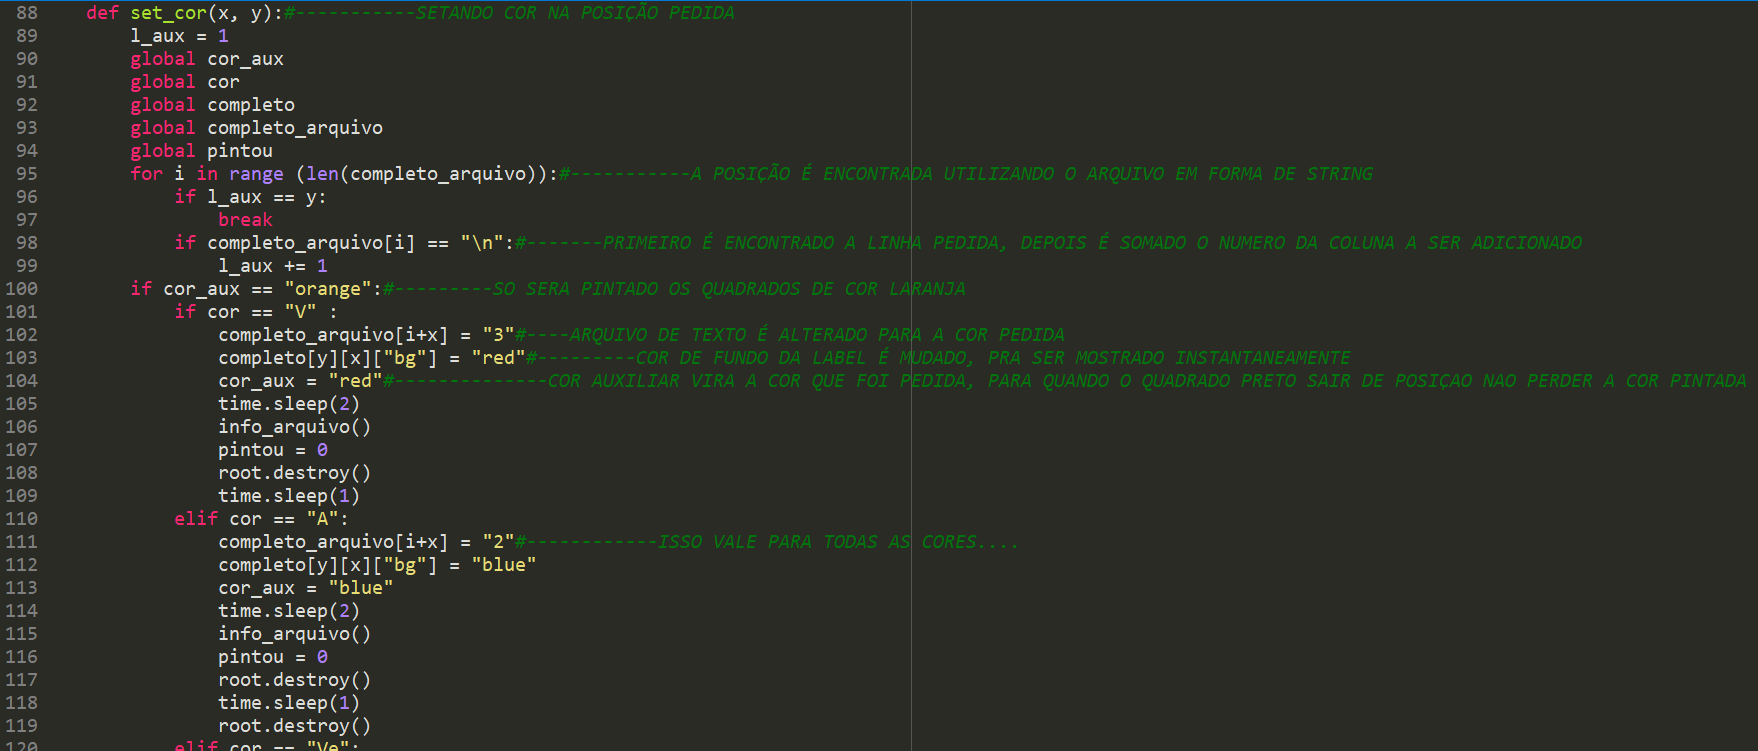 88 def set_cor(x, y):#-----------SETANDO COR NA POSIÇÃO PEDIDA
89 l_aux = 1
90 global cor_aux
91 global cor
92 global completo
93 global completo_arquivo
94 global pintou
95 for i in range (len(completo_arquivo)):#-----------A POSIÇÃO É ENCONTRADA UTILIZANDO O ARQUIVO EM FORMA DE STRING
96 if l_aux == y:
97 break
98 if completo_arquivo[i] == "\n":#-------PRIMEIRO É ENCONTRADO A LINHA PEDIDA, DEPOIS É SOMADO O NUMERO DA COLUNA A SER ADICIONADO
99 l_aux += 1
100 if cor_aux == "orange":#---------SO SERA PINTADO OS QUADRADOS DE COR LARANJA
101 if cor == "V" :
102 completo_arquivo[i+x] = "3"#----ARQUIVO DE TEXTO É ALTERADO PARA A COR PEDIDA
103 completo[y][x]["bg"] = "red"#---------COR DE FUNDO DA LABEL É MUDADO, PRA SER MOSTRADO INSTANTANEAMENTE
104 cor_aux = "red"#--------------COR AUXILIAR VIRA A COR QUE FOI PEDIDA, PARA QUANDO O QUADRADO PRETO SAIR DE POSIÇAO NAO PERDER A COR PINTADA
105 time.sleep(2)
106 info_arquivo()
107 pintou = 0
108 root.destroy()
109 time.sleep(1)
110 elif cor == "A":
111 completo_arquivo[i+x] = "2"#------------ISSO VALE PARA TODAS AS CORES....
112 completo[y][x]["bg"] = "blue"
113 cor_aux = "blue"
114 time.sleep(2)
115 info_arquivo()
116 pintou = 0
117 root.destroy()
118 time.sleep(1)
119 root.destroy()
120 elif cor == "Ve":